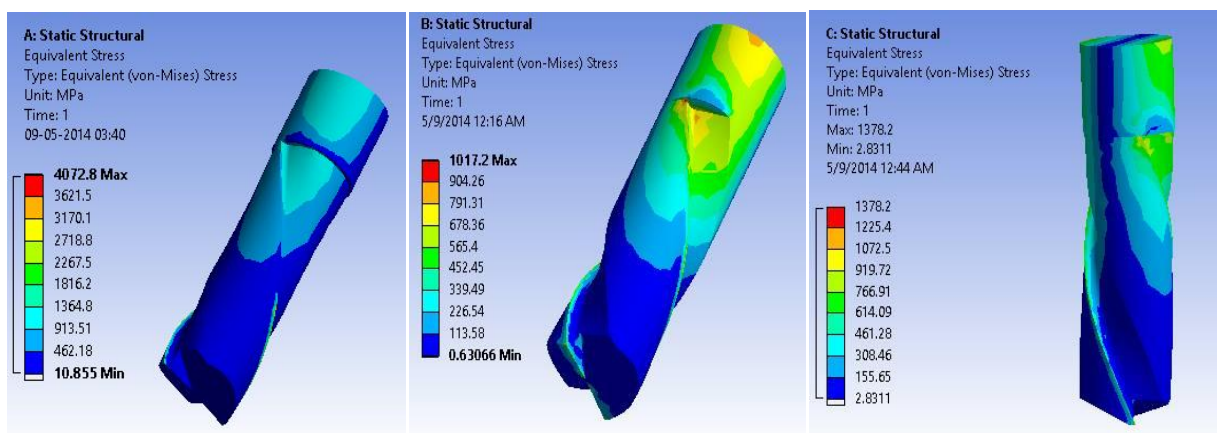 A: Static Structural
Equivalent Stress
Type: Equivalent (von-Mises) Stress
Unit: MPa
Time: 1
09-05-2014 03:40
4072.8 Max
3621.5
3170.1
2718.8
2267.5
1816.2
1364.8
913.51
462.18
10.855 Min
B: Static Structural
Equivalent Stress
Type: Equivalent (von-Mises) Stress
Unit: MPa
Time: 1
5/9/2014 12:16 AM
1017.2 Max
904.26
791.31
678.36
565.4
452.45
339.49
226.54
113.58
0.63066 Min
C: Static Structural
Equivalent Stress
Type: Equivalent (von-Mises) Stress
Unit: MPa
Time: 1
Max: 1378.2
Min: 2.8311
5/9/2014 12:44 AM
1378.2
1225.4
1072.5
919.72
766.91
614.09
461.28
308.46
155.65
2.8311